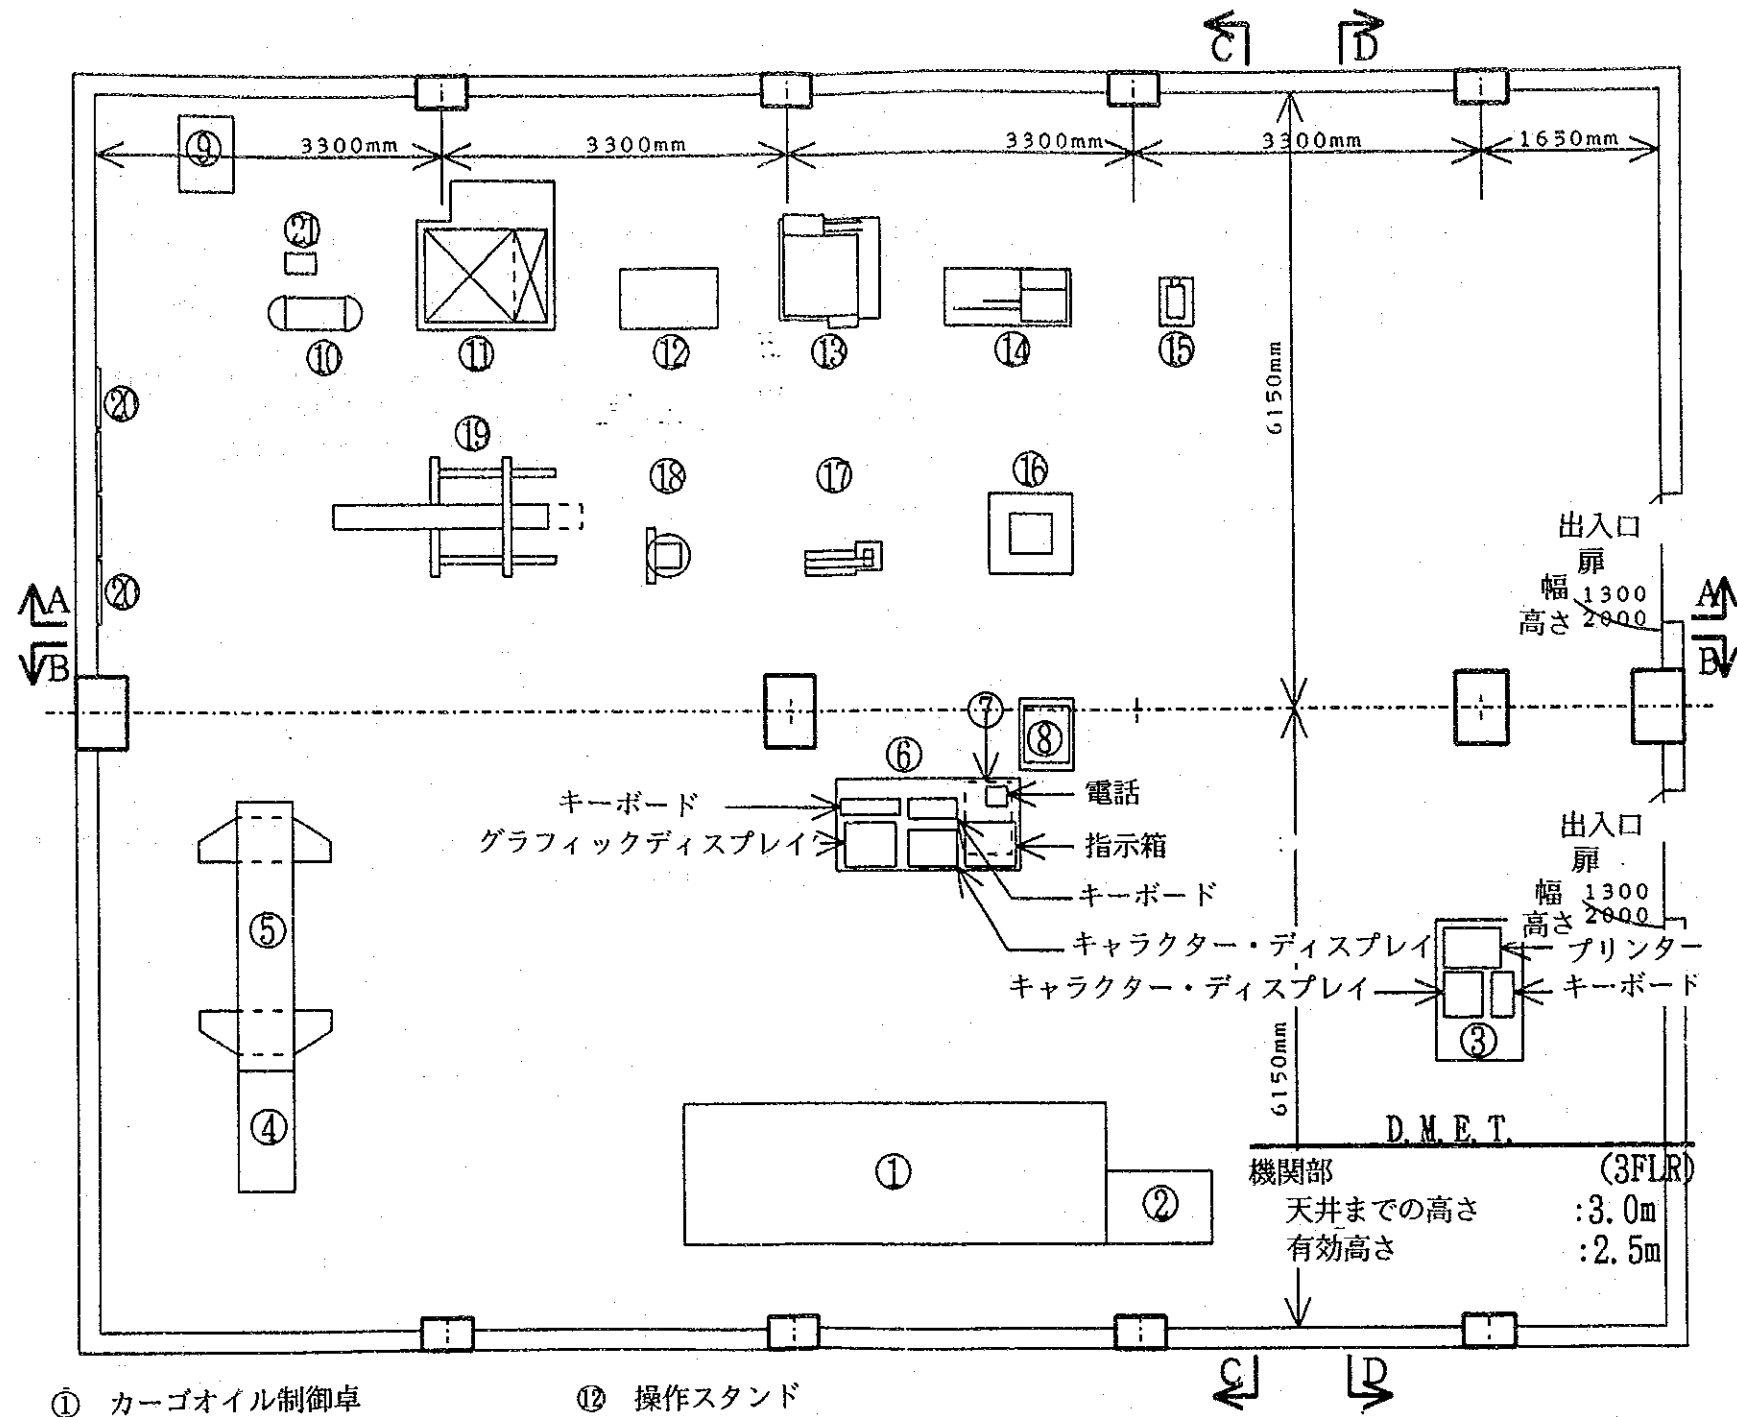 C D
⑨
3300mm 3300mm 3300mm 3300mm 1650mm
㉑
⑩ ⑪ ⑫ ⑬ ⑭ ⑮
6150mm
⑳
⑲ ⑱ ⑰ ⑯
出入口
扉
幅 1300
高さ 2000
⑳
A A
B B
⑦
⑧
⑥
キーボード
電話
グラフィックディスプレイ
指示箱
キーボード
キャラクター・ディスプレイ
出入口
扉
幅 1300
高さ 2000
プリンター
キャラクター・ディスプレイ
キーボード
③
⑤
④
6150mm
①
②
D.M.E.T.
機関部 (3FLR)
天井までの高さ :3.0m
有効高さ :2.5m
C D
① カーゴオイル制御卓 ⑫ 操作スタンド